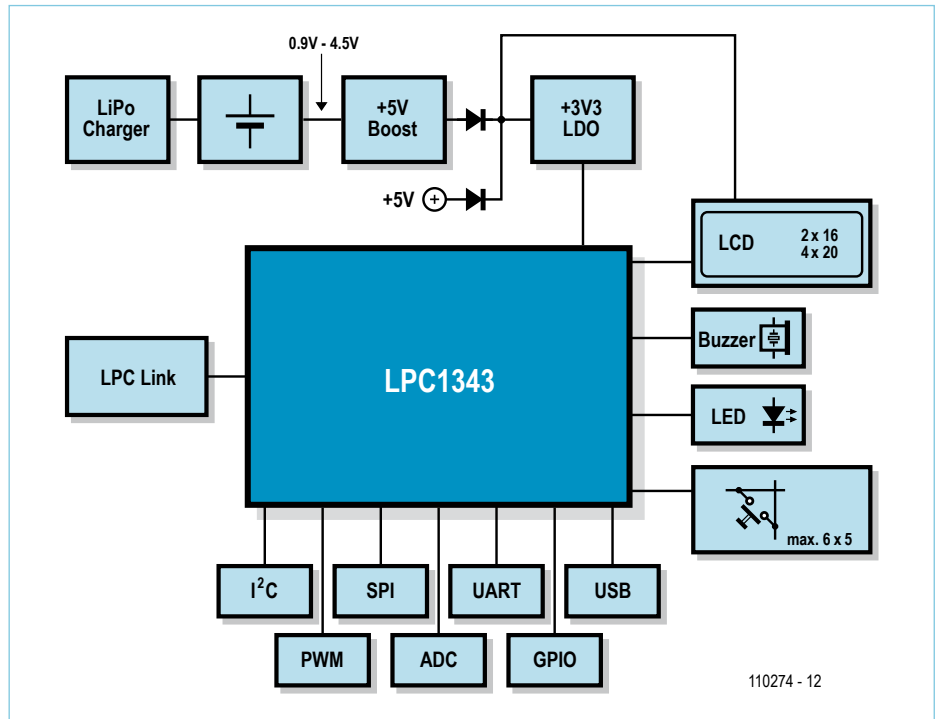 0.9V - 4.5V
LiPo
Charger
+5V
Boost
+3V3
LDO
+5V
LCD
2 x 16
4 x 20
LPC Link
LPC1343
Buzzer
LED
max. 6 x 5
I²C
SPI
UART
USB
PWM
ADC
GPIO
110274 - 12